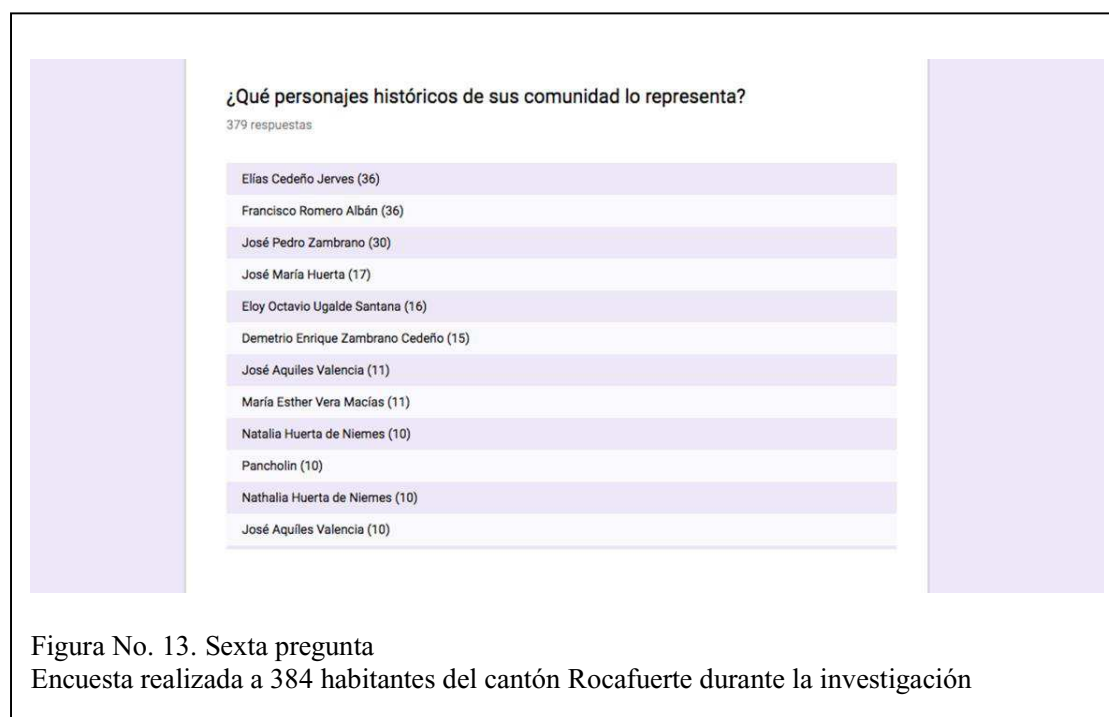 ¿Qué personajes históricos de sus comunidad lo representa?
379 respuestas
Elías Cedeño Jerves (36)
Francisco Romero Albán (36)
José Pedro Zambrano (30)
José María Huerta (17)
Eloy Octavio Ugalde Santana (16)
Demetrio Enrique Zambrano Cedeño (15)
José Aquiles Valencia (11)
María Esther Vera Macías (11)
Natalia Huerta de Niemes (10)
Pancholin (10)
Nathalia Huerta de Niemes (10)
José Aquíles Valencia (10)
Figura No. 13. Sexta pregunta
Encuesta realizada a 384 habitantes del cantón Rocafuerte durante la investigación